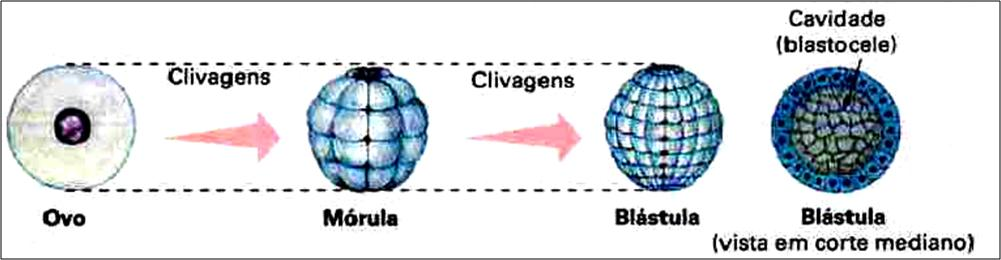 Cavidade
(blastocele)
Clivagens
Clivagens
Ovo
Mórula
Blástula
Blástula
(vista em corte mediano)